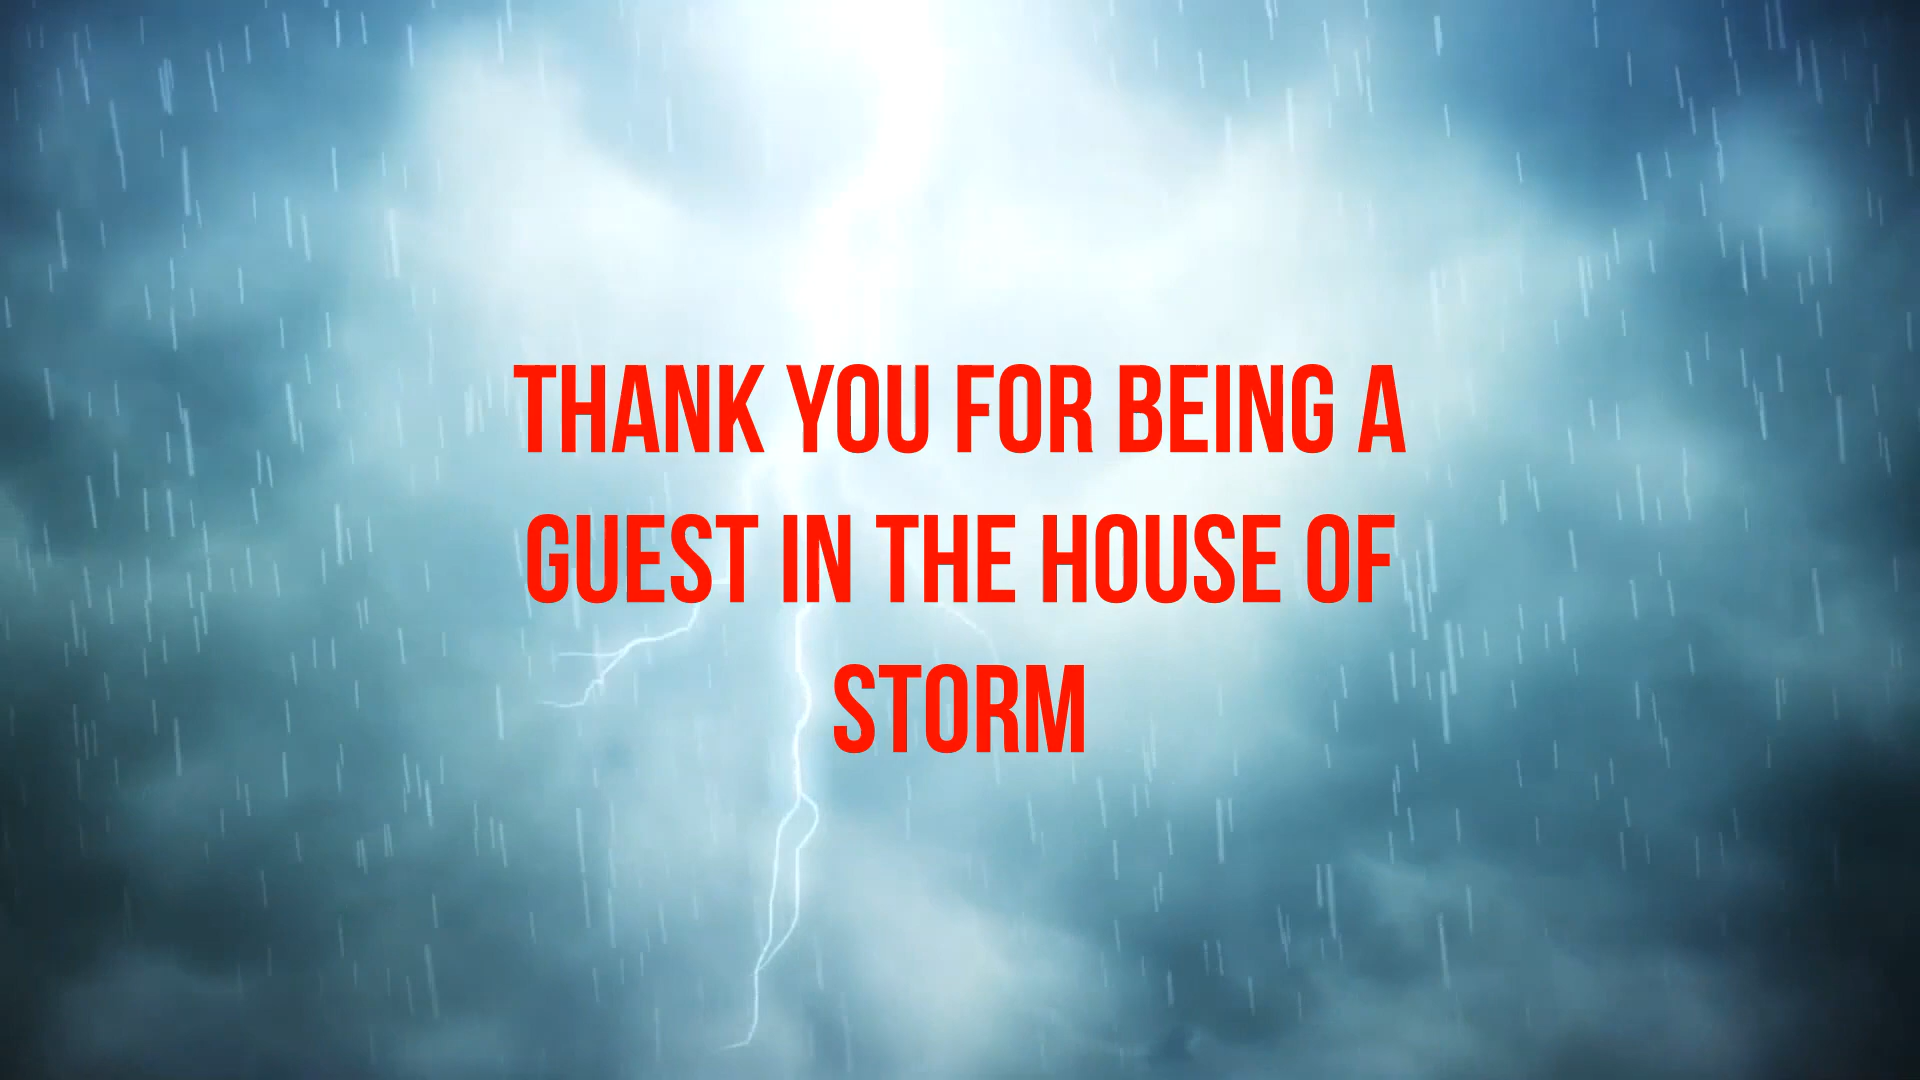 THANK YOU FOR BEING A
GUEST IN THE HOUSE OF
STORM